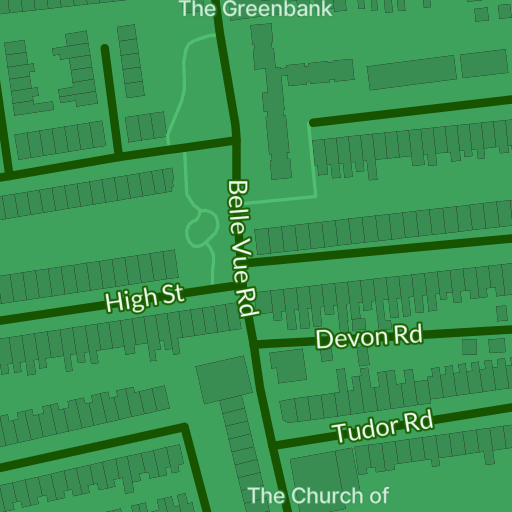 The Greenbank
Belle Vue Rd
High St
Devon Rd
Tudor Rd
The Church of